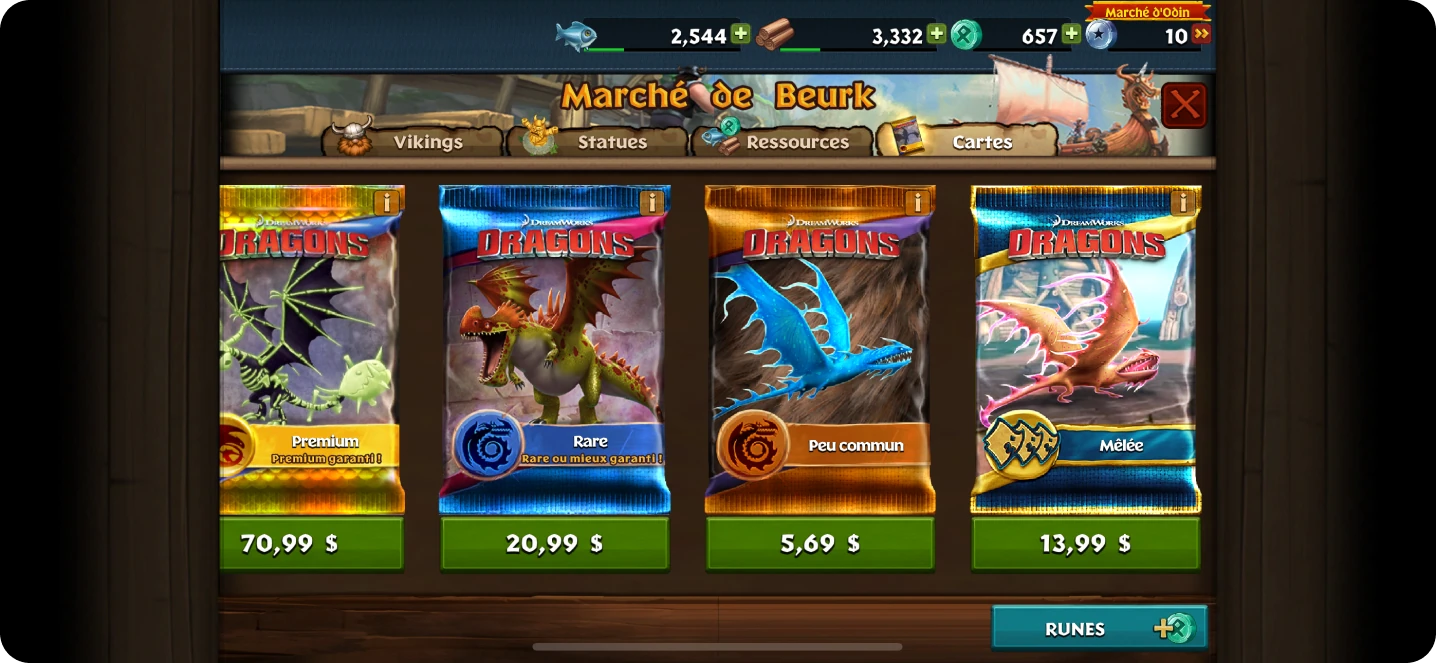 Marché d'Odin
2,544
3,332
657
10
Marché de Beurk
Vikings
Statues
Ressources
Cartes
DREAMWORKS
DRAGONS
Premium
Premium garanti !
70,99 $
DREAMWORKS
DRAGONS
Rare
Rare ou mieux garanti !
20,99 $
DREAMWORKS
DRAGONS
Peu commun
5,69 $
DREAMWORKS
DRAGONS
Mêlée
13,99 $
RUNES